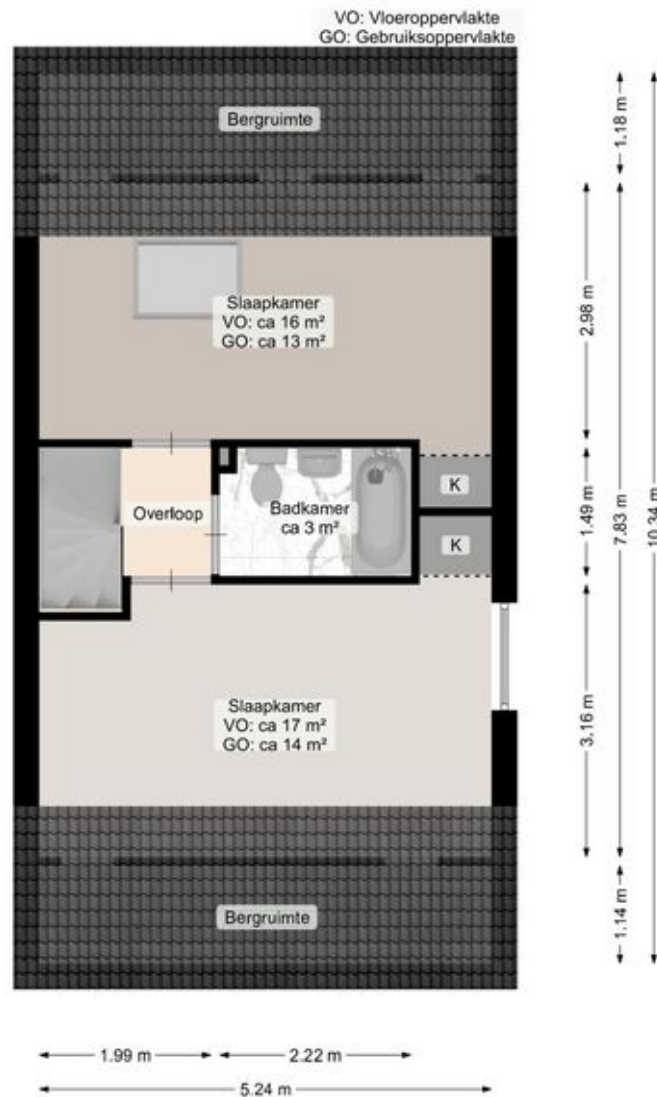 VO: Vloeroppervlakte
GO: Gebruiksoppervlakte
Bergruimte
1.18 m
Slaapkamer
VO: ca 16 m²
GO: ca 13 m²
2.98 m
7.83 m
10.34 m
Overloop
Badkamer
ca 3 m²
K
K
1.49 m
Slaapkamer
VO: ca 17 m²
GO: ca 14 m²
3.16 m
Bergruimte
1.14 m
1.99 m
2.22 m
5.24 m